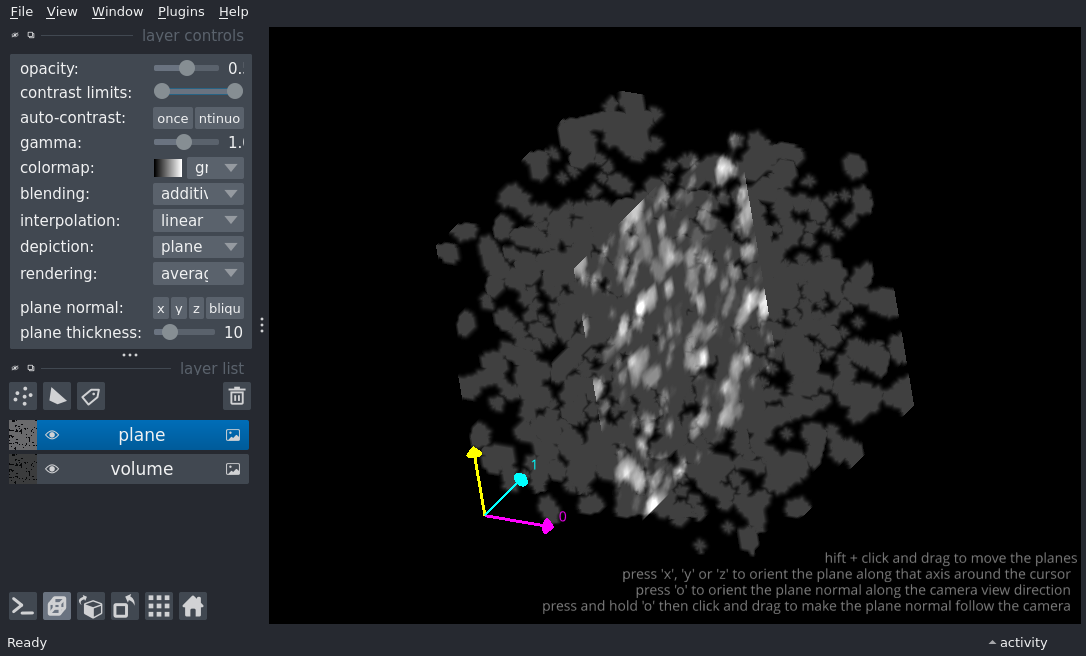 File View Window Plugins Help
layer controls
opacity: 0.
contrast limits:
auto-contrast: once ntinuo
gamma: 1.
colormap: gr
blending: additiv
interpolation: linear
depiction: plane
rendering: averag
plane normal: x y z bliqu
plane thickness: 10
layer list
plane
volume
1
0
hift + click and drag to move the planes
press 'x', 'y' or 'z' to orient the plane along that axis around the cursor
press 'o' to orient the plane normal along the camera view direction
press and hold 'o' then click and drag to make the plane normal follow the camera
Ready
activity